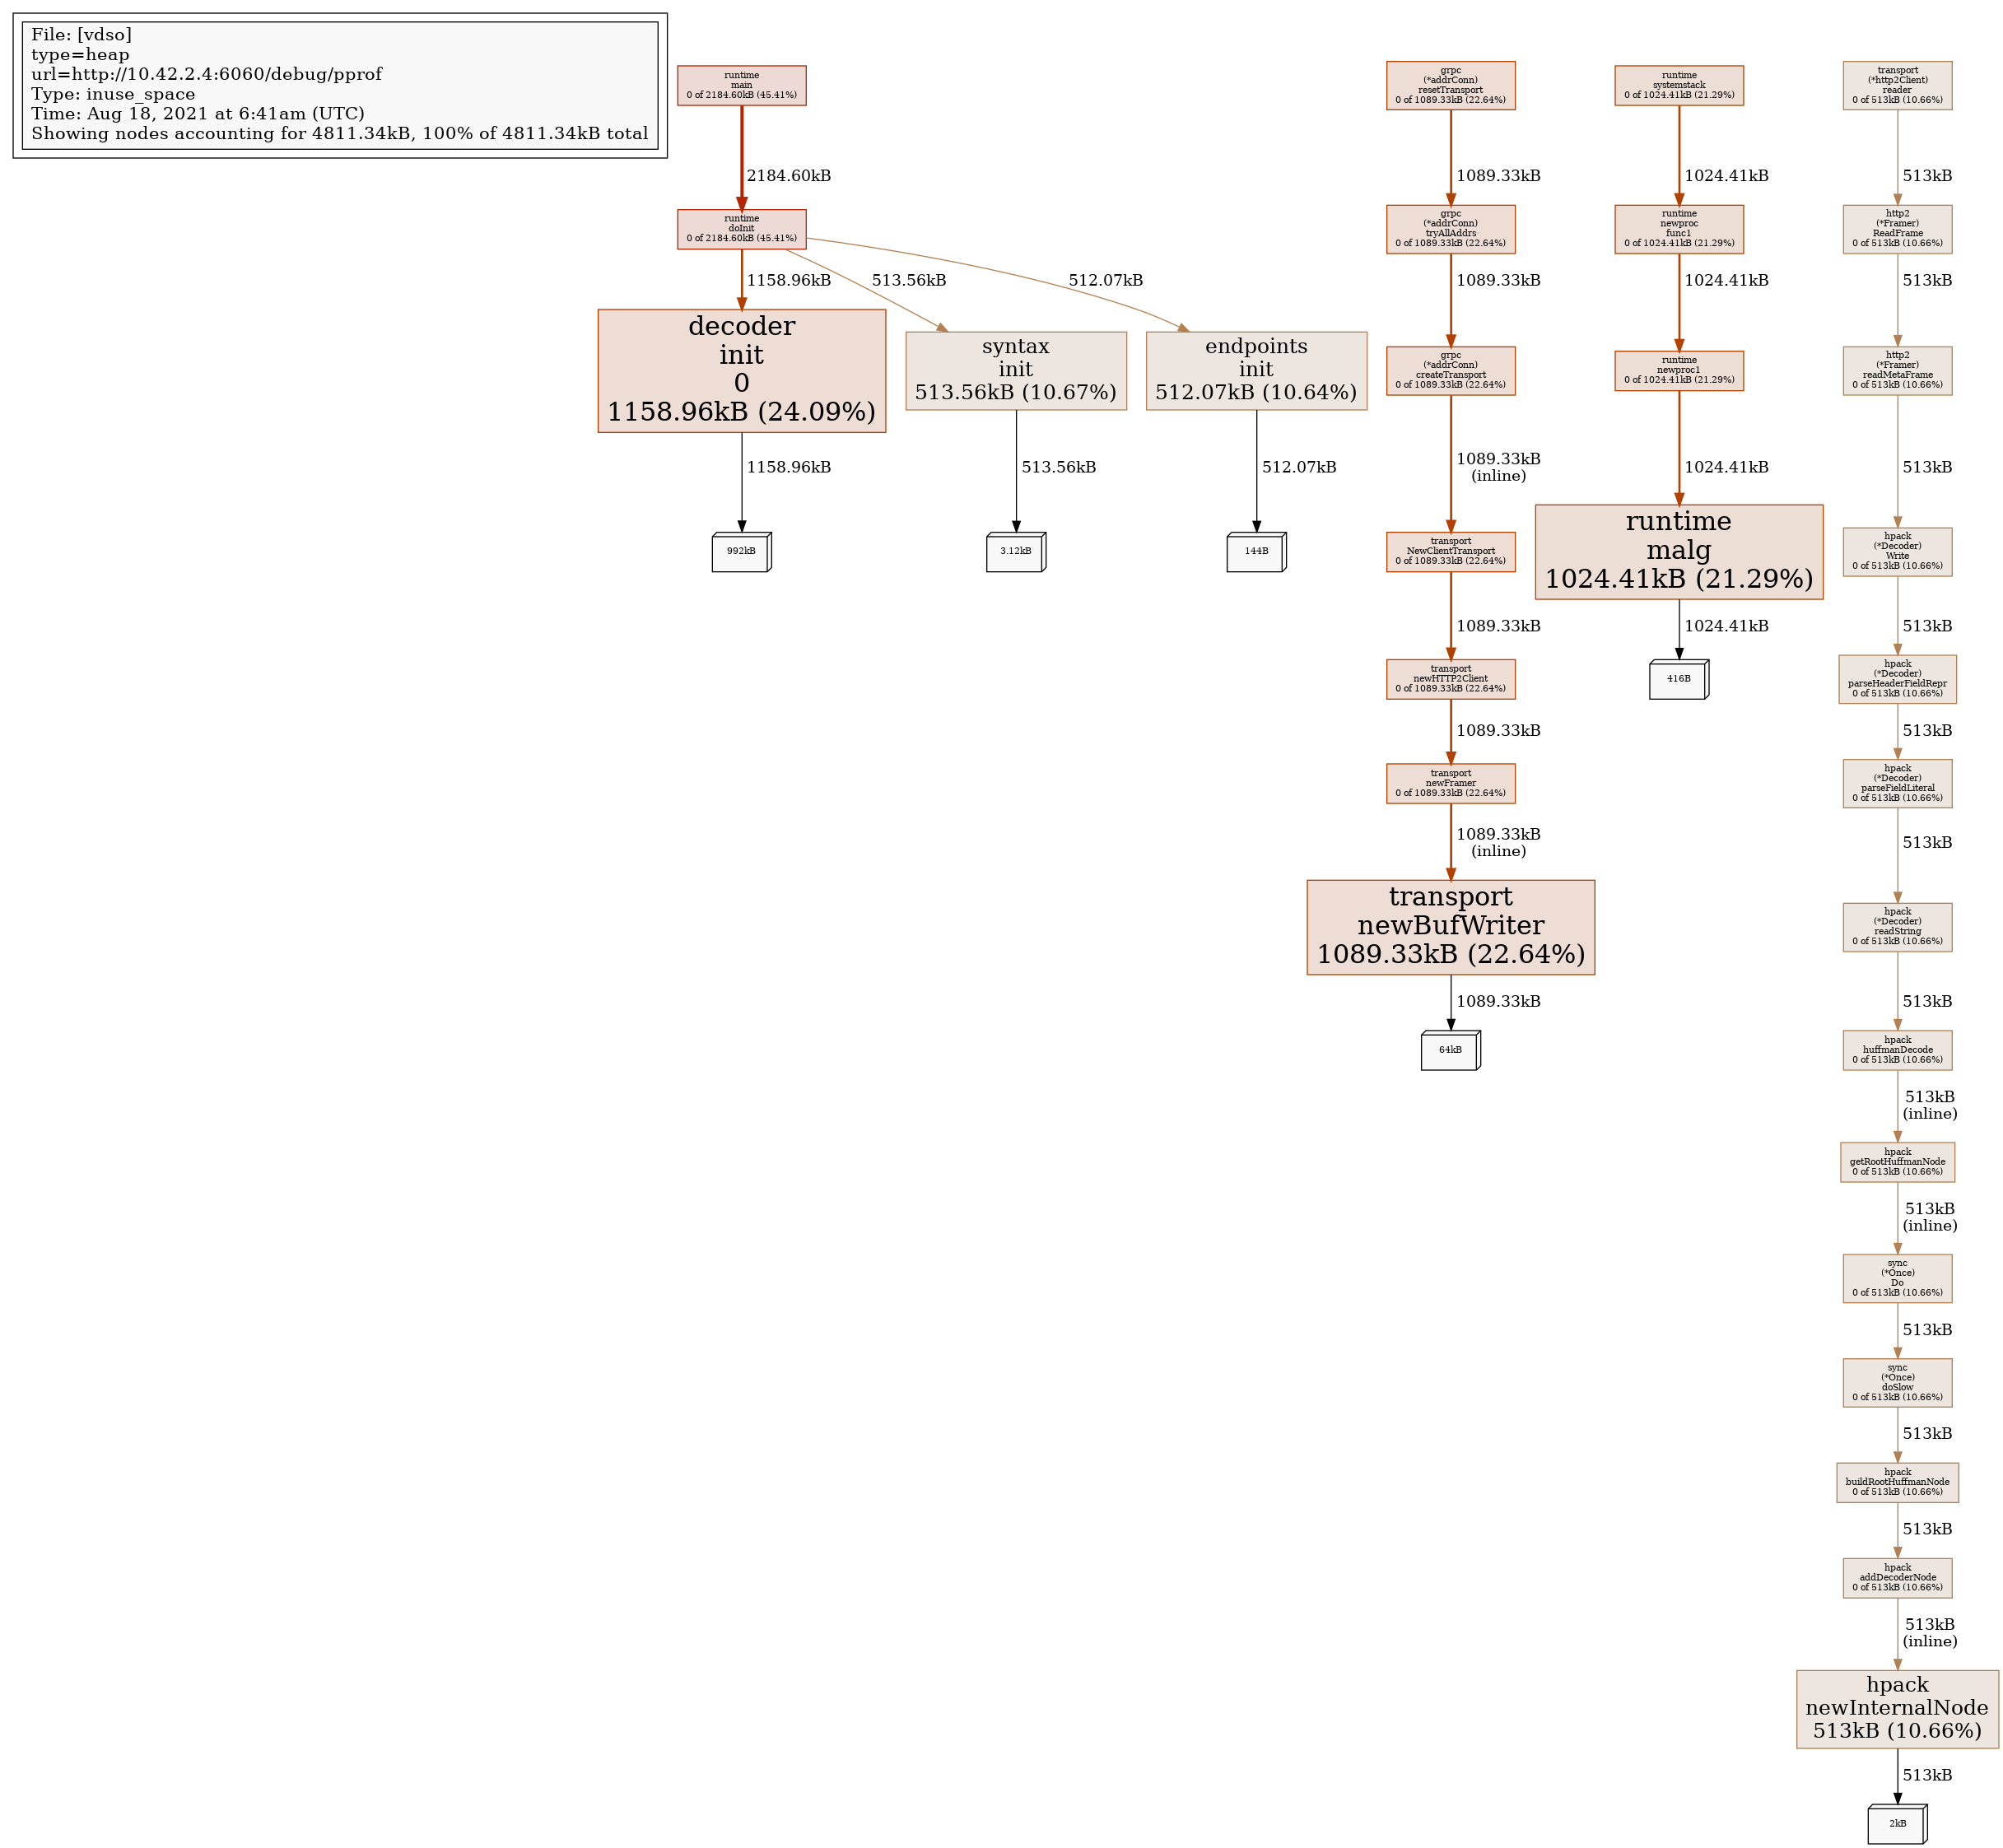 File: [vdso]
type=heap
url=http://10.42.2.4:6060/debug/pprof
Type: inuse_space
Time: Aug 18, 2021 at 6:41am (UTC)
Showing nodes accounting for 4811.34kB, 100% of 4811.34kB total
runtime
main
0 of 2184.60kB (45.41%)
2184.60kB
runtime
doInit
0 of 2184.60kB (45.41%)
1158.96kB
513.56kB
512.07kB
decoder
init
0
1158.96kB (24.09%)
1158.96kB
992kB
syntax
init
513.56kB (10.67%)
513.56kB
3.12kB
endpoints
init
512.07kB (10.64%)
512.07kB
144B
grpc
(*addrConn)
resetTransport
0 of 1089.33kB (22.64%)
1089.33kB
grpc
(*addrConn)
tryAllAddrs
0 of 1089.33kB (22.64%)
1089.33kB
grpc
(*addrConn)
createTransport
0 of 1089.33kB (22.64%)
1089.33kB
(inline)
transport
NewClientTransport
0 of 1089.33kB (22.64%)
1089.33kB
transport
newHTTP2Client
0 of 1089.33kB (22.64%)
1089.33kB
transport
newFramer
0 of 1089.33kB (22.64%)
1089.33kB
(inline)
transport
newBufWriter
1089.33kB (22.64%)
1089.33kB
64kB
runtime
systemstack
0 of 1024.41kB (21.29%)
1024.41kB
runtime
newproc
func1
0 of 1024.41kB (21.29%)
1024.41kB
runtime
newproc1
0 of 1024.41kB (21.29%)
1024.41kB
runtime
malg
1024.41kB (21.29%)
1024.41kB
416B
transport
(*http2Client)
reader
0 of 513kB (10.66%)
513kB
http2
(*Framer)
ReadFrame
0 of 513kB (10.66%)
513kB
http2
(*Framer)
readMetaFrame
0 of 513kB (10.66%)
513kB
hpack
(*Decoder)
Write
0 of 513kB (10.66%)
513kB
hpack
(*Decoder)
parseHeaderFieldRepr
0 of 513kB (10.66%)
513kB
hpack
(*Decoder)
parseFieldLiteral
0 of 513kB (10.66%)
513kB
hpack
(*Decoder)
readString
0 of 513kB (10.66%)
513kB
hpack
huffmanDecode
0 of 513kB (10.66%)
513kB
(inline)
hpack
getRootHuffmanNode
0 of 513kB (10.66%)
513kB
(inline)
sync
(*Once)
Do
0 of 513kB (10.66%)
513kB
sync
(*Once)
doSlow
0 of 513kB (10.66%)
513kB
hpack
buildRootHuffmanNode
0 of 513kB (10.66%)
513kB
hpack
addDecoderNode
0 of 513kB (10.66%)
513kB
(inline)
hpack
newInternalNode
513kB (10.66%)
513kB
2kB